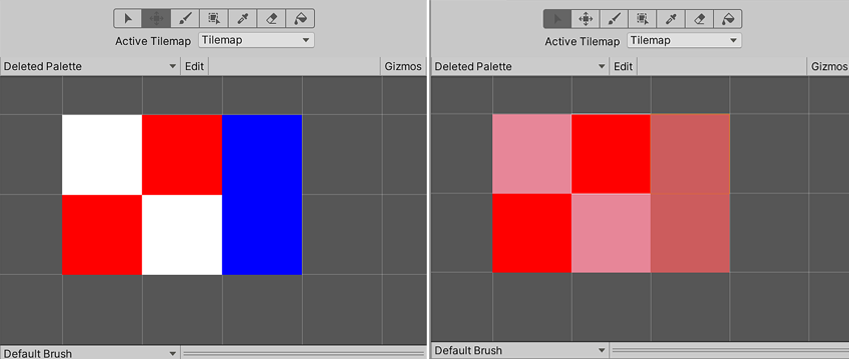 Active Tilemap Tilemap
Deleted Palette Edit Gizmos
Default Brush
Active Tilemap Tilemap
Deleted Palette Edit Gizmos
Default Brush